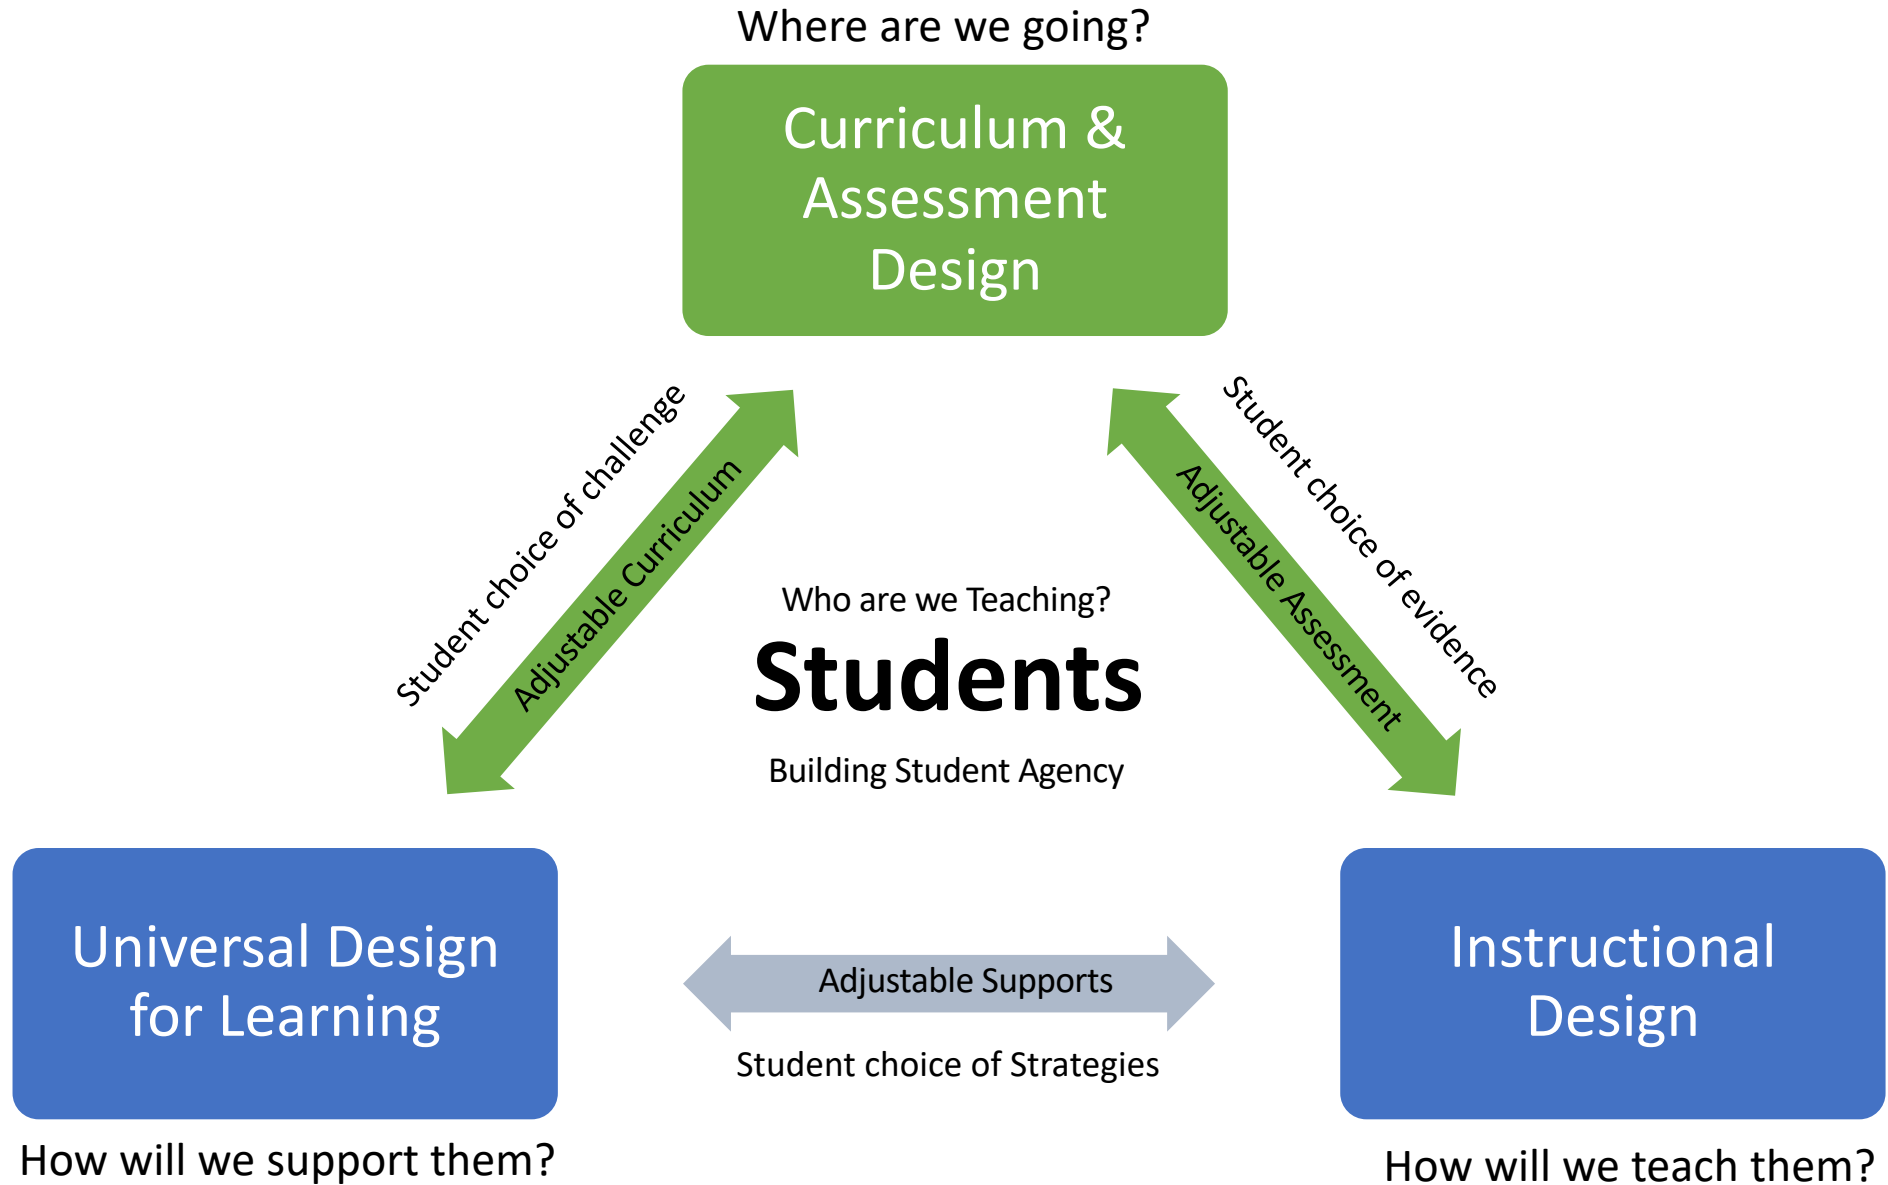 Where are we going?
Curriculum &
Assessment
Design
Student choice of challenge
Adjustable Curriculum
Adjustable Assessment
Student choice of evidence
Who are we Teaching?
Students
Building Student Agency
Universal Design
for Learning
Adjustable Supports
Student choice of Strategies
Instructional
Design
How will we support them?
How will we teach them?